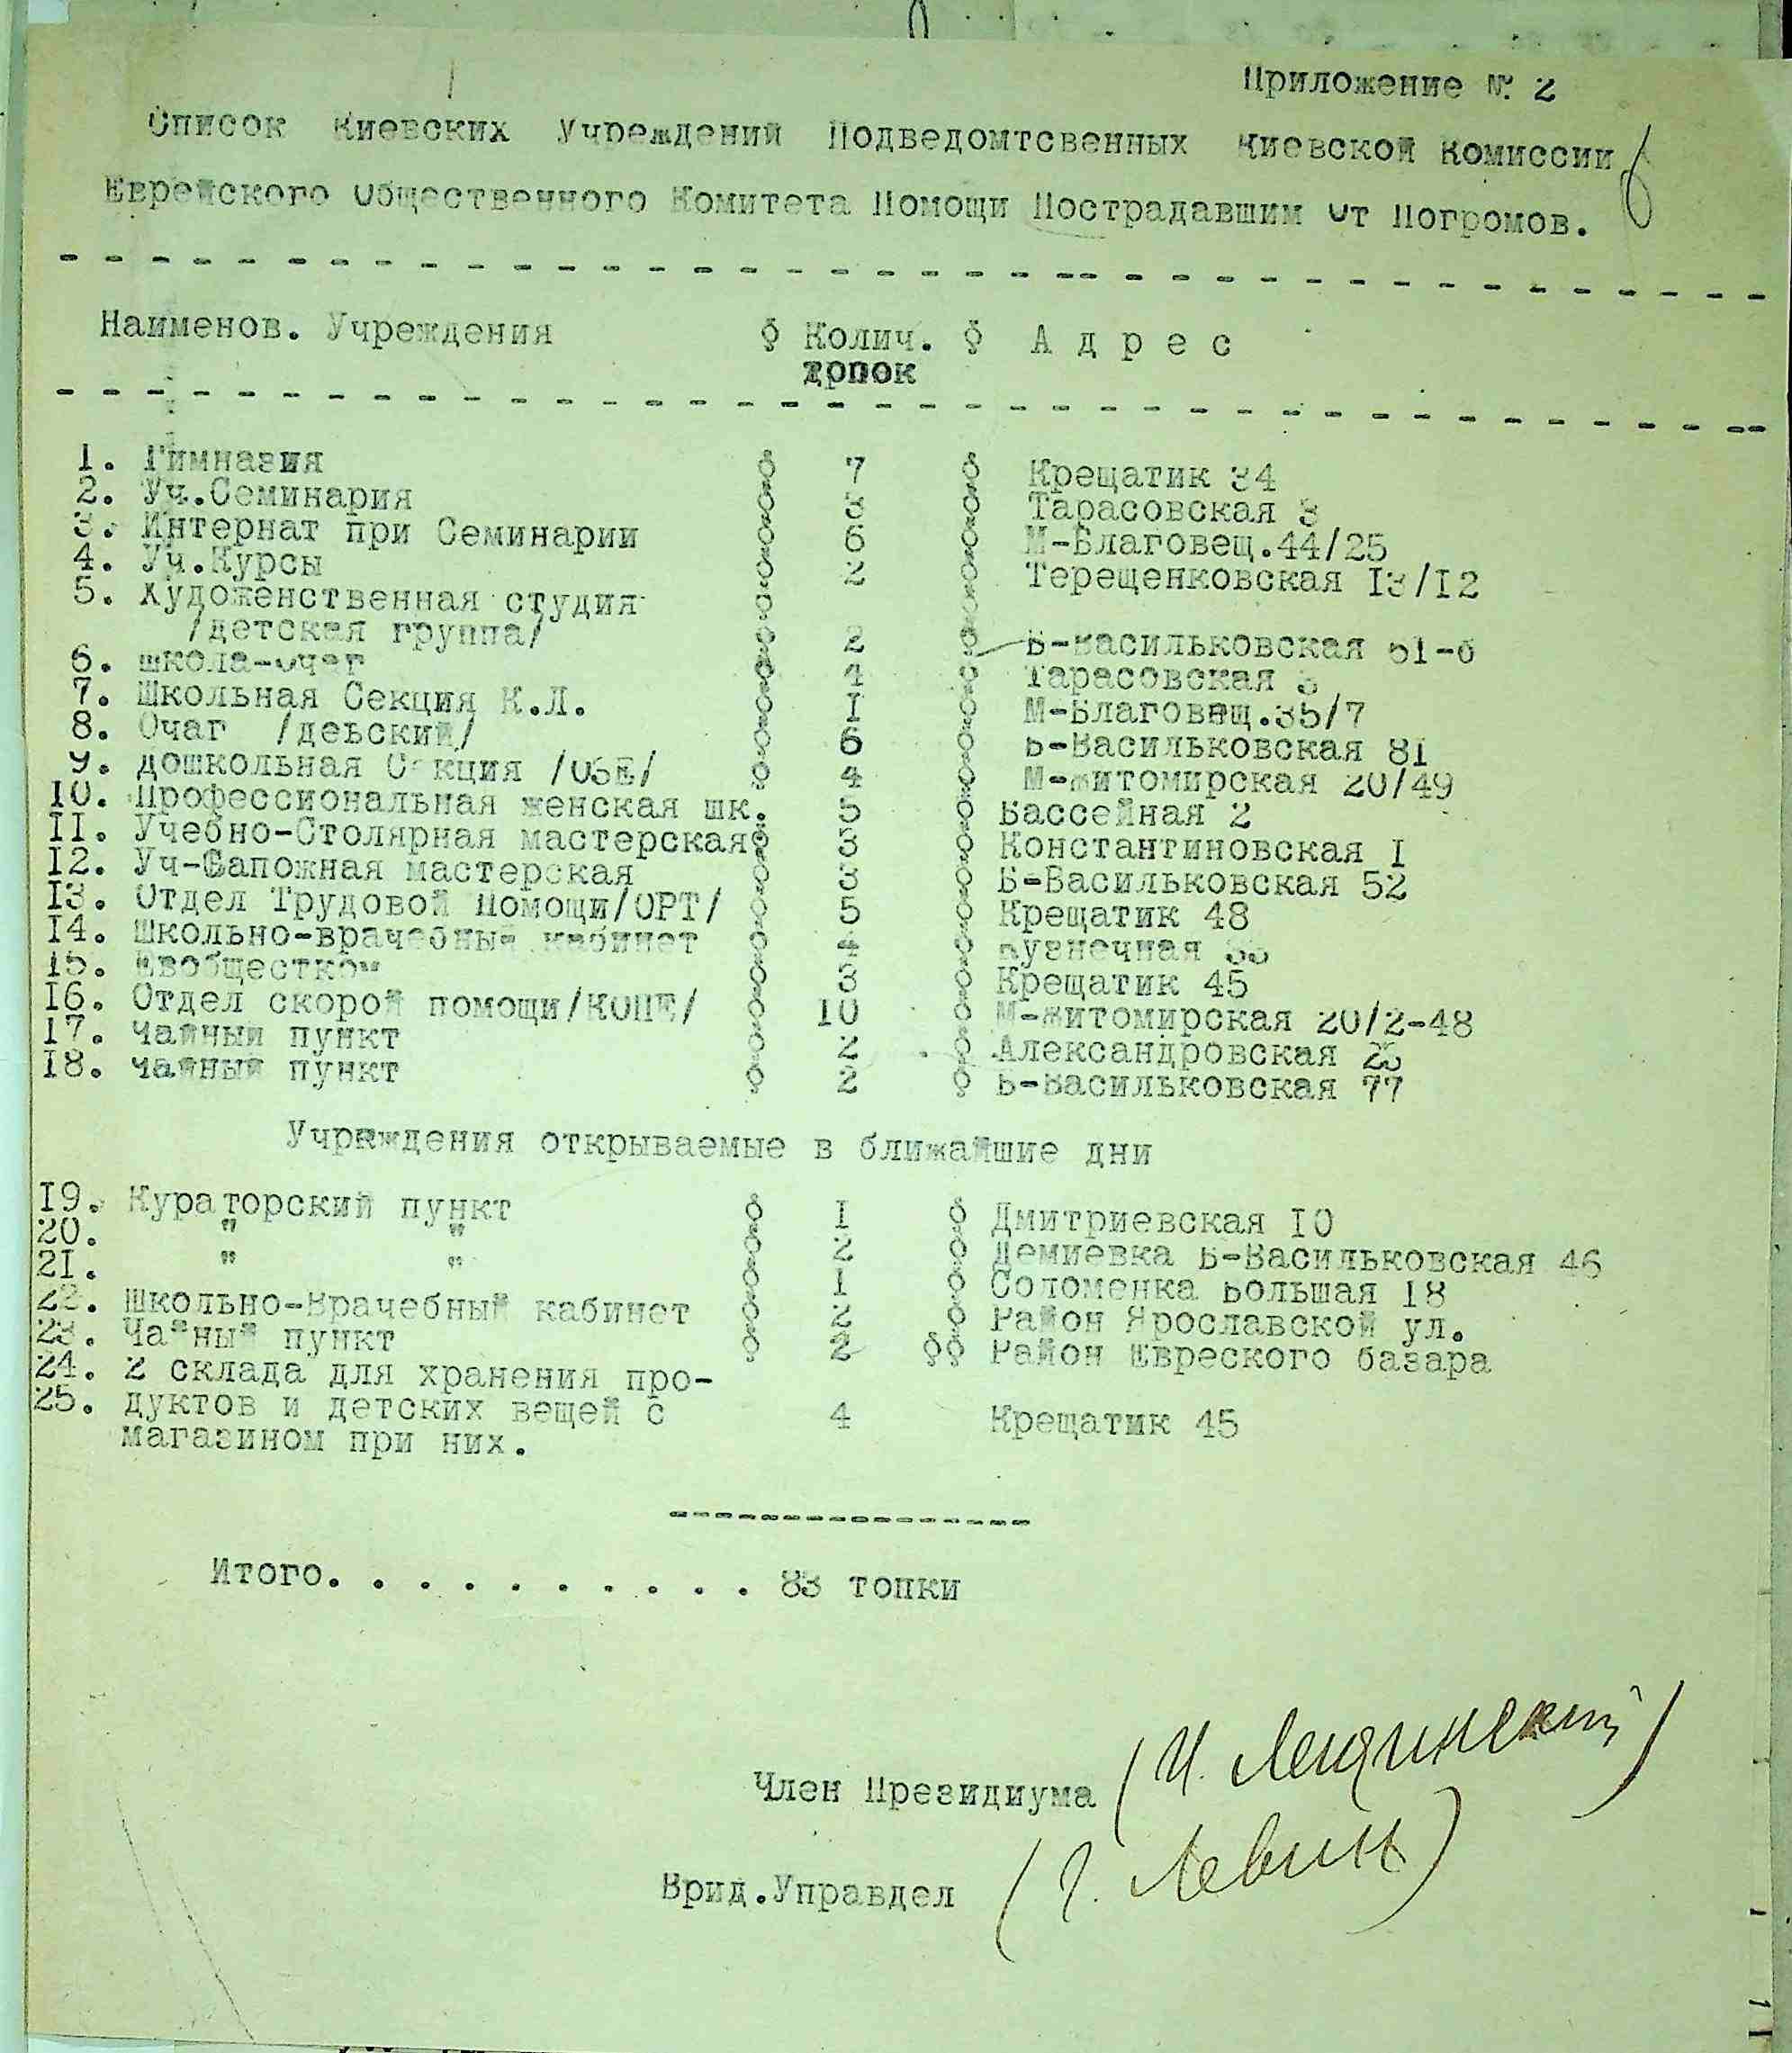 Приложение №. 2
Список Киевских Учреждений Подведомтсвенных Киевской Комиссии
Еврейского Общественного Комитета Помощи Пострадавшим От Погромов.
Наименов. Учреждения Колич. Адрес
топок
1. Гимназия 7 Крещатик 34
2. Уч.Семинария 3 Тарасовская 3
3. Интернат при Семинарии 6 М-Благовещ.44/25
4. Уч.Курсы 2 Терещенковская 13/12
5. Художенственная студия
/детская группа/ 2 Б-Васильковская 51-6
6. Школа-Очаг 4 Тарасовская 3
7. Школьная Секция К.Л. 1 М-Благовещ.35/7
8. Очаг /деьский/ 6 Б-Васильковская 81
9. Дошкольная Секция /ОЗЕ/ 4 М-Житомирская 20/49
10. Профессиональная женская шк. 5 Бассейная 2
11. Учебно-Столярная мастерская 3 Константиновская 1
12. Уч-Сапожная мастерская 3 Б-Васильковская 52
13. Отдел Трудовой Помощи/ОРТ/ 5 Крещатик 48
14. Школьно-врачебный кабинет 4 Кузнечная
15. Евобщестком 3 Крещатик 45
16. Отдел скорой помощи/КОПЕ/ 10 М-Житомирская 20/2-48
17. Чайный пункт 2 Александровская
18. Чайный пункт 2 Б-Васильковская 77
Учреждения открываемые в ближайшие дни
19. Кураторский пункт 1 Дмитриевская 10
20. " " 2 Демиевка Б-Васильковская 46
21. " " 1 Соломенка Большая 18
22. Школьно-Врачебный кабинет 2 Район Ярославской ул.
23. Чайный пункт 2 Район Евреского базара
24. 2 склада для хранения про-
25. дуктов и детских вещей с 4 Крещатик 45
магазином при них.
Итого. . . . . . . . . . . 83 топки
Член Президиума (И. Лещинский)
Врид.Управдел (Г. Левин)